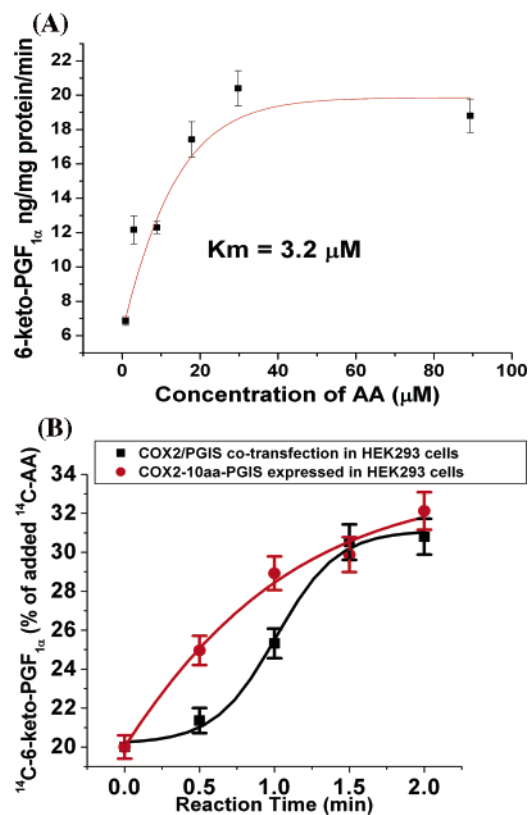 (A)
6-keto-PGF1α ng/mg protein/min
22
20
18
16
14
12
10
8
6
Km = 3.2 μM
0 20 40 60 80 100
Concentration of AA (μM)
(B)
COX2/PGIS co-transfection in HEK293 cells
COX2-10aa-PGIS expressed in HEK293 cells
¹⁴C-6-keto-PGF1α (% of added ¹⁴C-AA)
34
32
30
28
26
24
22
20
0.0 0.5 1.0 1.5 2.0
Reaction Time (min)